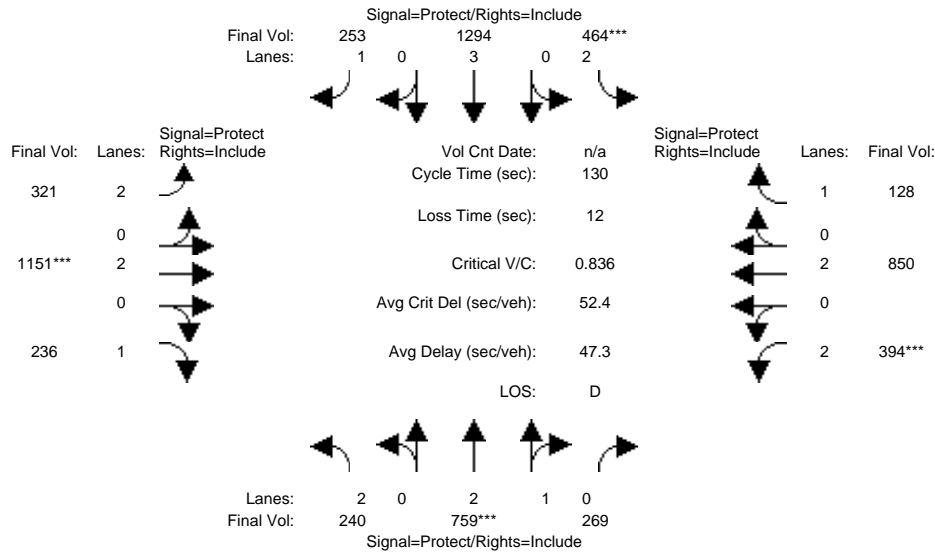 Signal=Protect/Rights=Include
Final Vol: 253 1294 464***
Lanes: 1 0 3 0 2
Signal=Protect Signal=Protect
Final Vol: Lanes: Rights=Include Vol Cnt Date: n/a Rights=Include Lanes: Final Vol:
Cycle Time (sec): 130
321 2 1 128
Loss Time (sec): 12
0 0
1151*** 2 Critical V/C: 0.836 2 850
0 Avg Crit Del (sec/veh): 52.4 0
236 1 Avg Delay (sec/veh): 47.3 2 394***
LOS: D
Lanes: 2 0 2 1 0
Final Vol: 240 759*** 269
Signal=Protect/Rights=Include